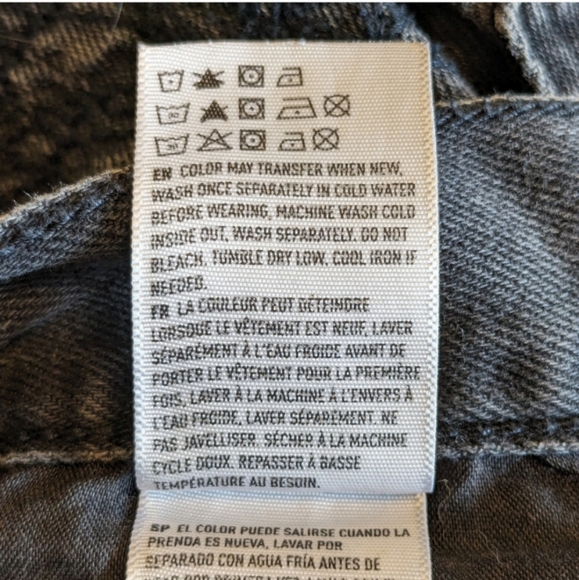 EN COLOR MAY TRANSFER WHEN NEW,
WASH ONCE SEPARATELY IN COLD WATER
BEFORE WEARING, MACHINE WASH COLD
INSIDE OUT, WASH SEPARATELY. DO NOT
BLEACH. TUMBLE DRY LOW. COOL IRON IF
NEEDED.
FR LA COULEUR PEUT DÉTEINDRE
LORSQUE LE VÊTEMENT EST NEUF, LAVER
SÉPARÉMENT À L'EAU FROIDE AVANT DE
PORTER LE VÊTEMENT POUR LA PREMIÈRE
FOIS, LAVER À LA MACHINE À L'ENVERS À
L'EAU FROIDE, LAVER SÉPARÉMENT. NE
PAS JAVELLISER. SÉCHER À LA MACHINE
CYCLE DOUX. REPASSER À BASSE
TEMPÉRATURE AU BESOIN.
SP EL COLOR PUEDE SALIRSE CUANDO LA
PRENDA ES NUEVA, LAVAR POR
SEPARADO CON AGUA FRÍA ANTES DE